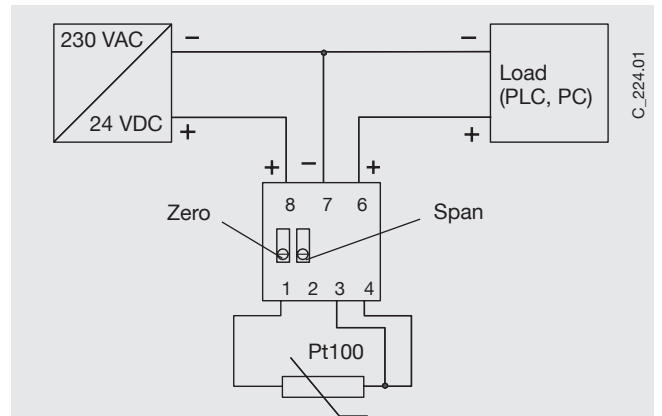 230 VAC
24 VDC
−
+
−
+
Load
(PLC, PC)
C_224.01
+ − +
8 7 6
Zero
Span
1 2 3 4
Pt100